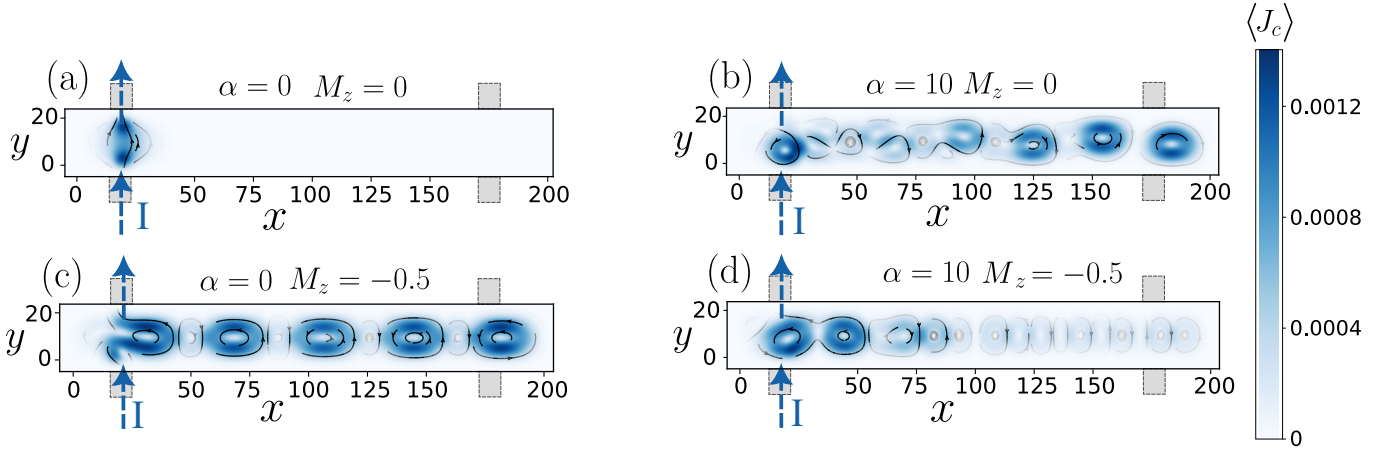 ⟨J_c⟩
(a) α = 0 M_z = 0
20
y
0
0 25 50 75 100 125 150 175 200
x
I
(b) α = 10 M_z = 0
20
y
0
0 25 50 75 100 125 150 175 200
x
I
(c) α = 0 M_z = −0.5
20
y
0
0 25 50 75 100 125 150 175 200
x
I
(d) α = 10 M_z = −0.5
20
y
0
0 25 50 75 100 125 150 175 200
x
I
0.0012
0.0008
0.0004
0